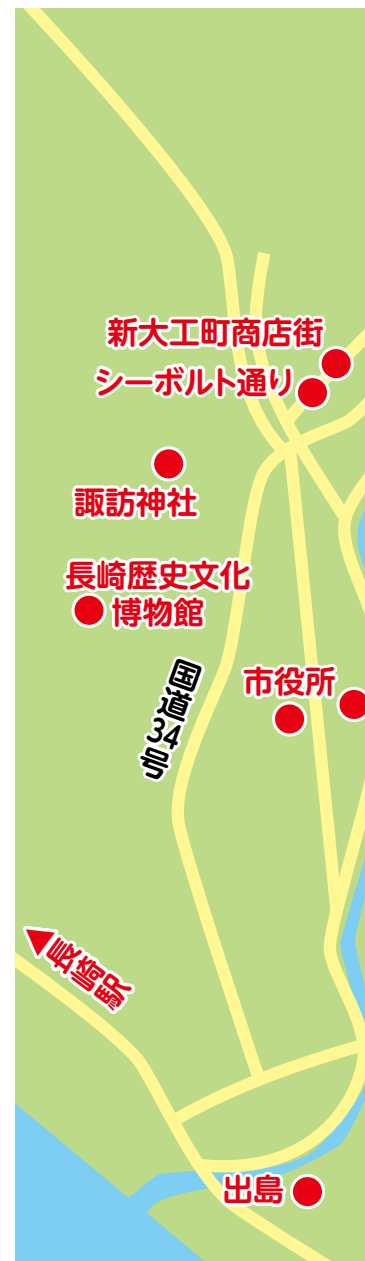 新大工町商店街
シーボルト通り
諏訪神社
長崎歴史文化
博物館
国道34号
市役所
長崎駅
出島